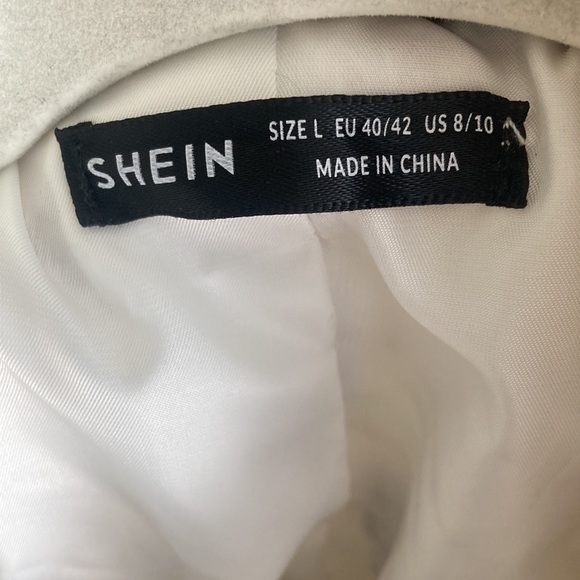 SHEIN
SIZE L EU 40/42 US 8/10
MADE IN CHINA